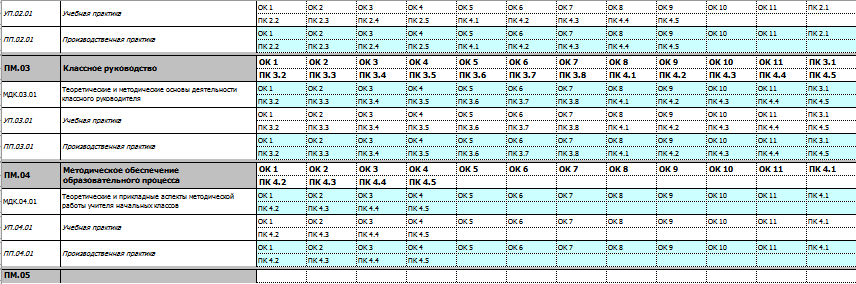 УП.02.01 Учебная практика ОК 1 ОК 2 ОК 3 ОК 4 ОК 5 ОК 6 ОК 7 ОК 8 ОК 9 ОК 10 ОК 11 ПК 2.1
ПК 2.2 ПК 2.3 ПК 2.4 ПК 2.5 ПК 4.1 ПК 4.2 ПК 4.3 ПК 4.4 ПК 4.5
ПП.02.01 Производственная практика ОК 1 ОК 2 ОК 3 ОК 4 ОК 5 ОК 6 ОК 7 ОК 8 ОК 9 ОК 10 ОК 11 ПК 2.1
ПК 2.2 ПК 2.3 ПК 2.4 ПК 2.5 ПК 4.1 ПК 4.2 ПК 4.3 ПК 4.4 ПК 4.5
ПМ.03 Классное руководство ОК 1 ОК 2 ОК 3 ОК 4 ОК 5 ОК 6 ОК 7 ОК 8 ОК 9 ОК 10 ОК 11 ПК 3.1
ПК 3.2 ПК 3.3 ПК 3.4 ПК 3.5 ПК 3.6 ПК 3.7 ПК 3.8 ПК 4.1 ПК 4.2 ПК 4.3 ПК 4.4 ПК 4.5
МДК.03.01 Теоретические и методические основы деятельности ОК 1 ОК 2 ОК 3 ОК 4 ОК 5 ОК 6 ОК 7 ОК 8 ОК 9 ОК 10 ОК 11 ПК 3.1
классного руководителя ПК 3.2 ПК 3.3 ПК 3.4 ПК 3.5 ПК 3.6 ПК 3.7 ПК 3.8 ПК 4.1 ПК 4.2 ПК 4.3 ПК 4.4 ПК 4.5
УП.03.01 Учебная практика ОК 1 ОК 2 ОК 3 ОК 4 ОК 5 ОК 6 ОК 7 ОК 8 ОК 9 ОК 10 ОК 11 ПК 3.1
ПК 3.2 ПК 3.3 ПК 3.4 ПК 3.5 ПК 3.6 ПК 3.7 ПК 3.8 ПК 4.1 ПК 4.2 ПК 4.3 ПК 4.4 ПК 4.5
ПП.03.01 Производственная практика ОК 1 ОК 2 ОК 3 ОК 4 ОК 5 ОК 6 ОК 7 ОК 8 ОК 9 ОК 10 ОК 11 ПК 3.1
ПК 3.2 ПК 3.3 ПК 3.4 ПК 3.5 ПК 3.6 ПК 3.7 ПК 3.8 ПК 4.1 ПК 4.2 ПК 4.3 ПК 4.4 ПК 4.5
ПМ.04 Методическое обеспечение ОК 1 ОК 2 ОК 3 ОК 4 ОК 5 ОК 6 ОК 7 ОК 8 ОК 9 ОК 10 ОК 11 ПК 4.1
образовательного процесса ПК 4.2 ПК 4.3 ПК 4.4 ПК 4.5
МДК.04.01 Теоретические и прикладные аспекты методической ОК 1 ОК 2 ОК 3 ОК 4 ОК 5 ОК 6 ОК 7 ОК 8 ОК 9 ОК 10 ОК 11 ПК 4.1
работы учителя начальных классов ПК 4.2 ПК 4.3 ПК 4.4 ПК 4.5
УП.04.01 Учебная практика ОК 1 ОК 2 ОК 3 ОК 4 ОК 5 ОК 6 ОК 7 ОК 8 ОК 9 ОК 10 ОК 11 ПК 4.1
ПК 4.2 ПК 4.3 ПК 4.4 ПК 4.5
ПП.04.01 Производственная практика ОК 1 ОК 2 ОК 3 ОК 4 ОК 5 ОК 6 ОК 7 ОК 8 ОК 9 ОК 10 ОК 11 ПК 4.1
ПК 4.2 ПК 4.3 ПК 4.4 ПК 4.5
ПМ.05